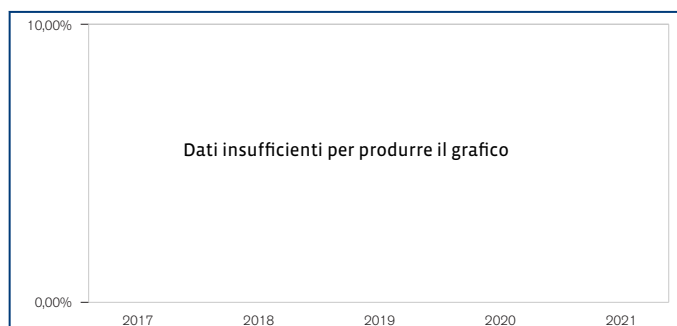 10,00%
Dati insufficienti per produrre il grafico
0,00%
2017 2018 2019 2020 2021